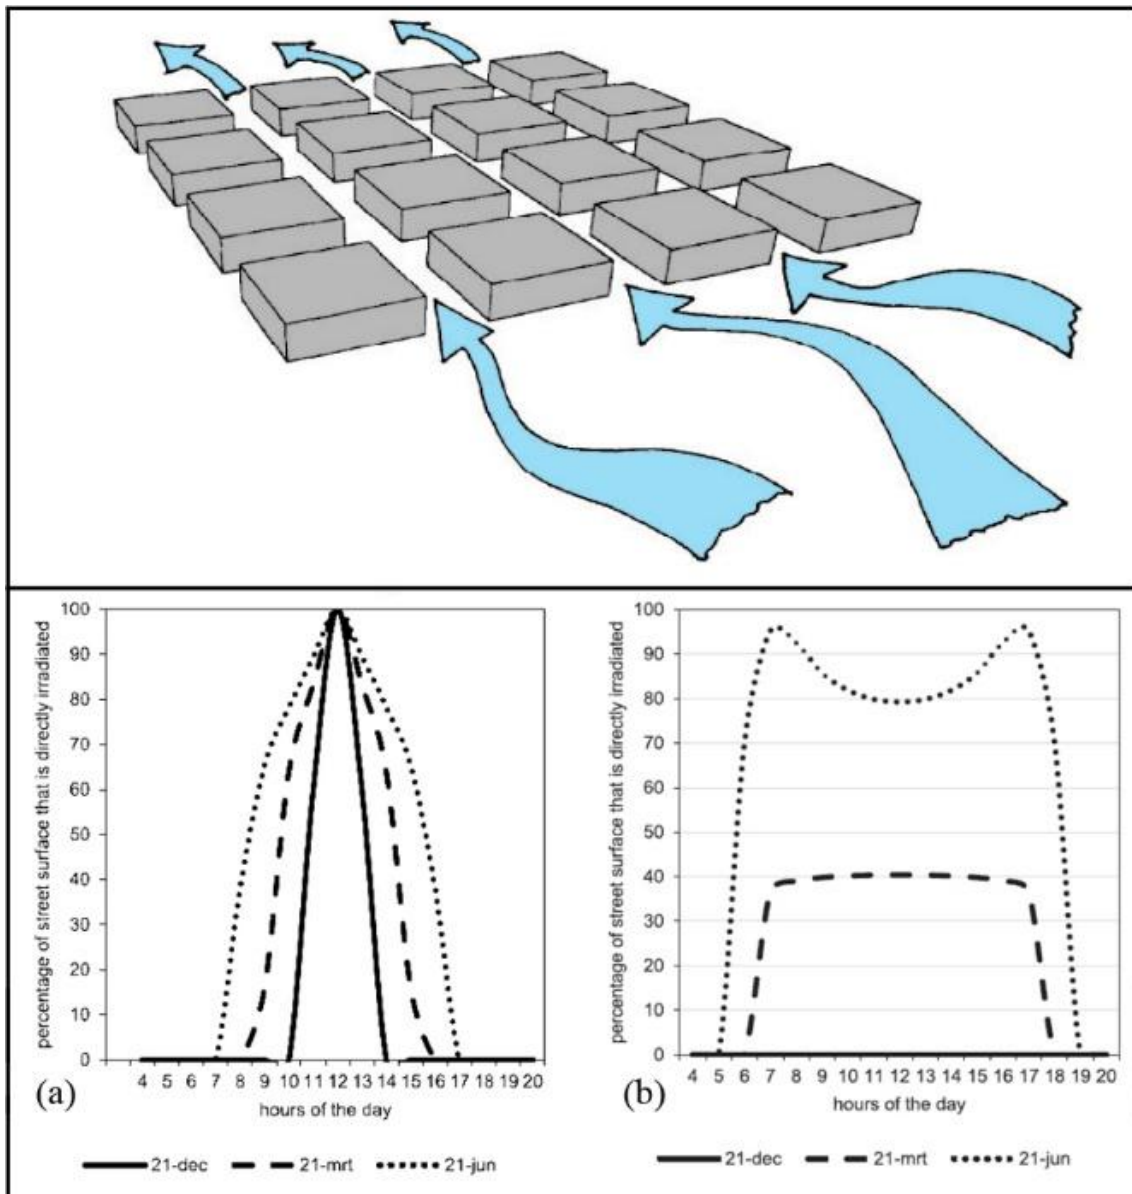 percentage of street surface that is directly irradiated
100
90
80
70
60
50
40
30
20
10
0
4 5 6 7 8 9 10 11 12 13 14 15 16 17 18 19 20
hours of the day
(a)
21-dec 21-mrt 21-jun
percentage of street surface that is directly irradiated
100
90
80
70
60
50
40
30
20
10
0
4 5 6 7 8 9 10 11 12 13 14 15 16 17 18 19 20
hours of the day
(b)
21-dec 21-mrt 21-jun